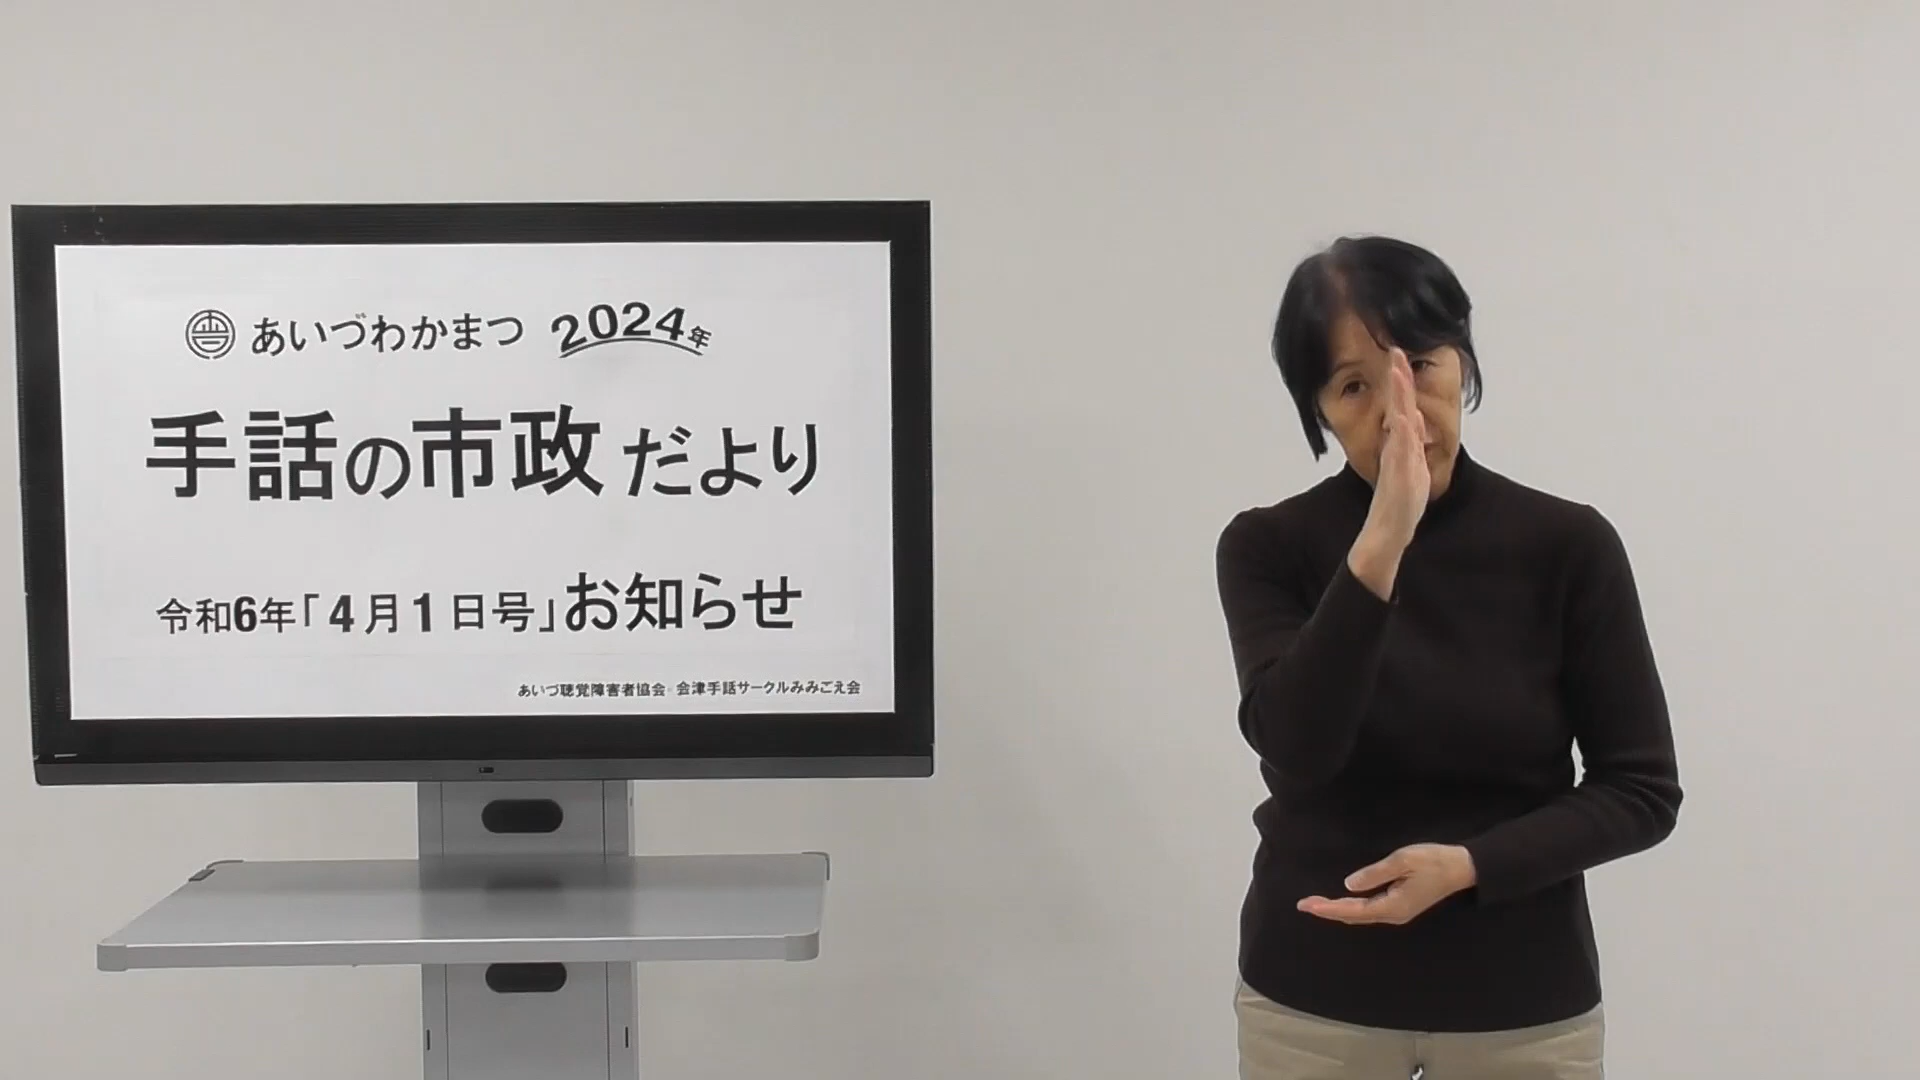 あいづわかまつ 2024年
手話の市政だより
令和6年「4月1日号」お知らせ
あいづ聴覚障害者協会・会津手話サークルみみごえ会